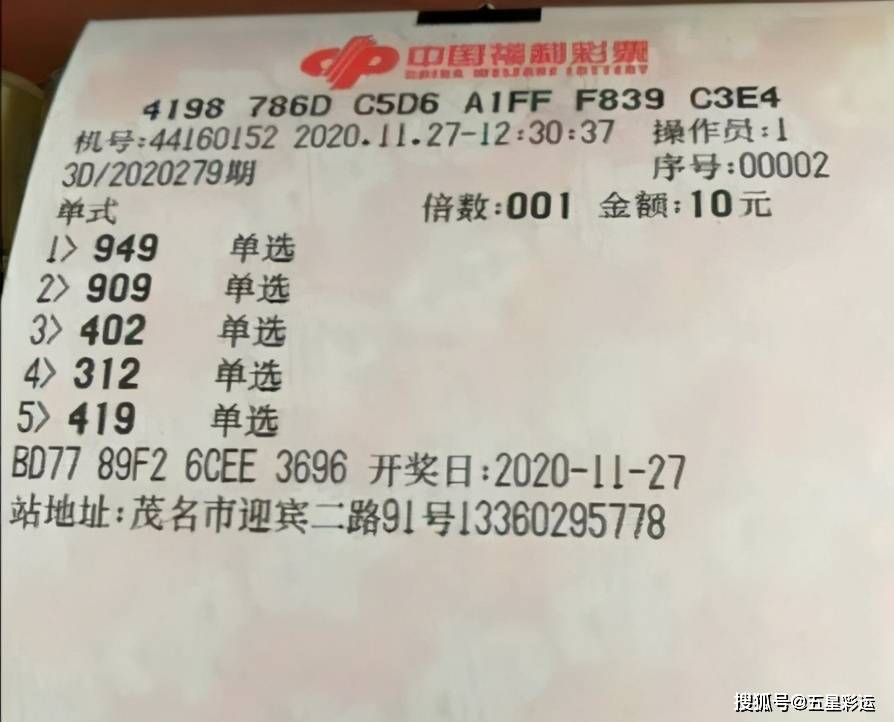 中国福利彩票
CHINA WELFARE LOTTERY
4198 786D C5D6 A1FF F839 C3E4
机号:44160152 2020.11.27-12:30:37 操作员:1
3D/2020279期 序号:00002
单式 倍数:001 金额:10元
1> 949 单选
2> 909 单选
3> 402 单选
4> 312 单选
5> 419 单选
BD77 89F2 6CEE 3696 开奖日:2020-11-27
站地址:茂名市迎宾二路91号13360295778
搜狐号@五星彩运